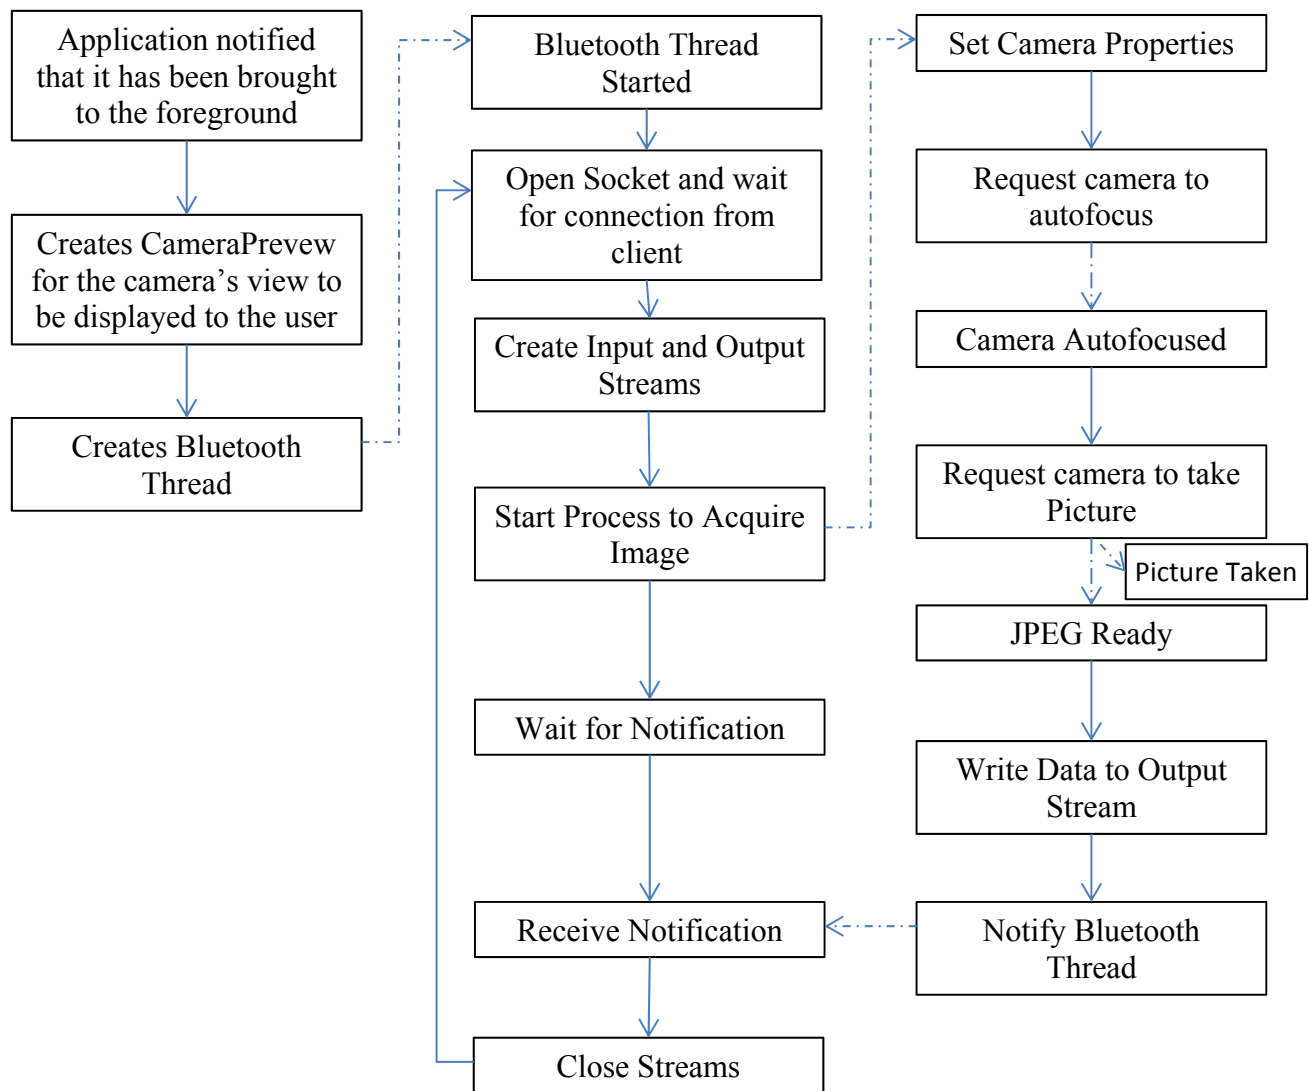 Application notified
that it has been brought
to the foreground
Creates CameraPrevew
for the camera’s view to
be displayed to the user
Creates Bluetooth
Thread
Bluetooth Thread
Started
Open Socket and wait
for connection from
client
Create Input and Output
Streams
Start Process to Acquire
Image
Wait for Notification
Receive Notification
Close Streams
Set Camera Properties
Request camera to
autofocus
Camera Autofocused
Request camera to take
Picture
Picture Taken
JPEG Ready
Write Data to Output
Stream
Notify Bluetooth
Thread